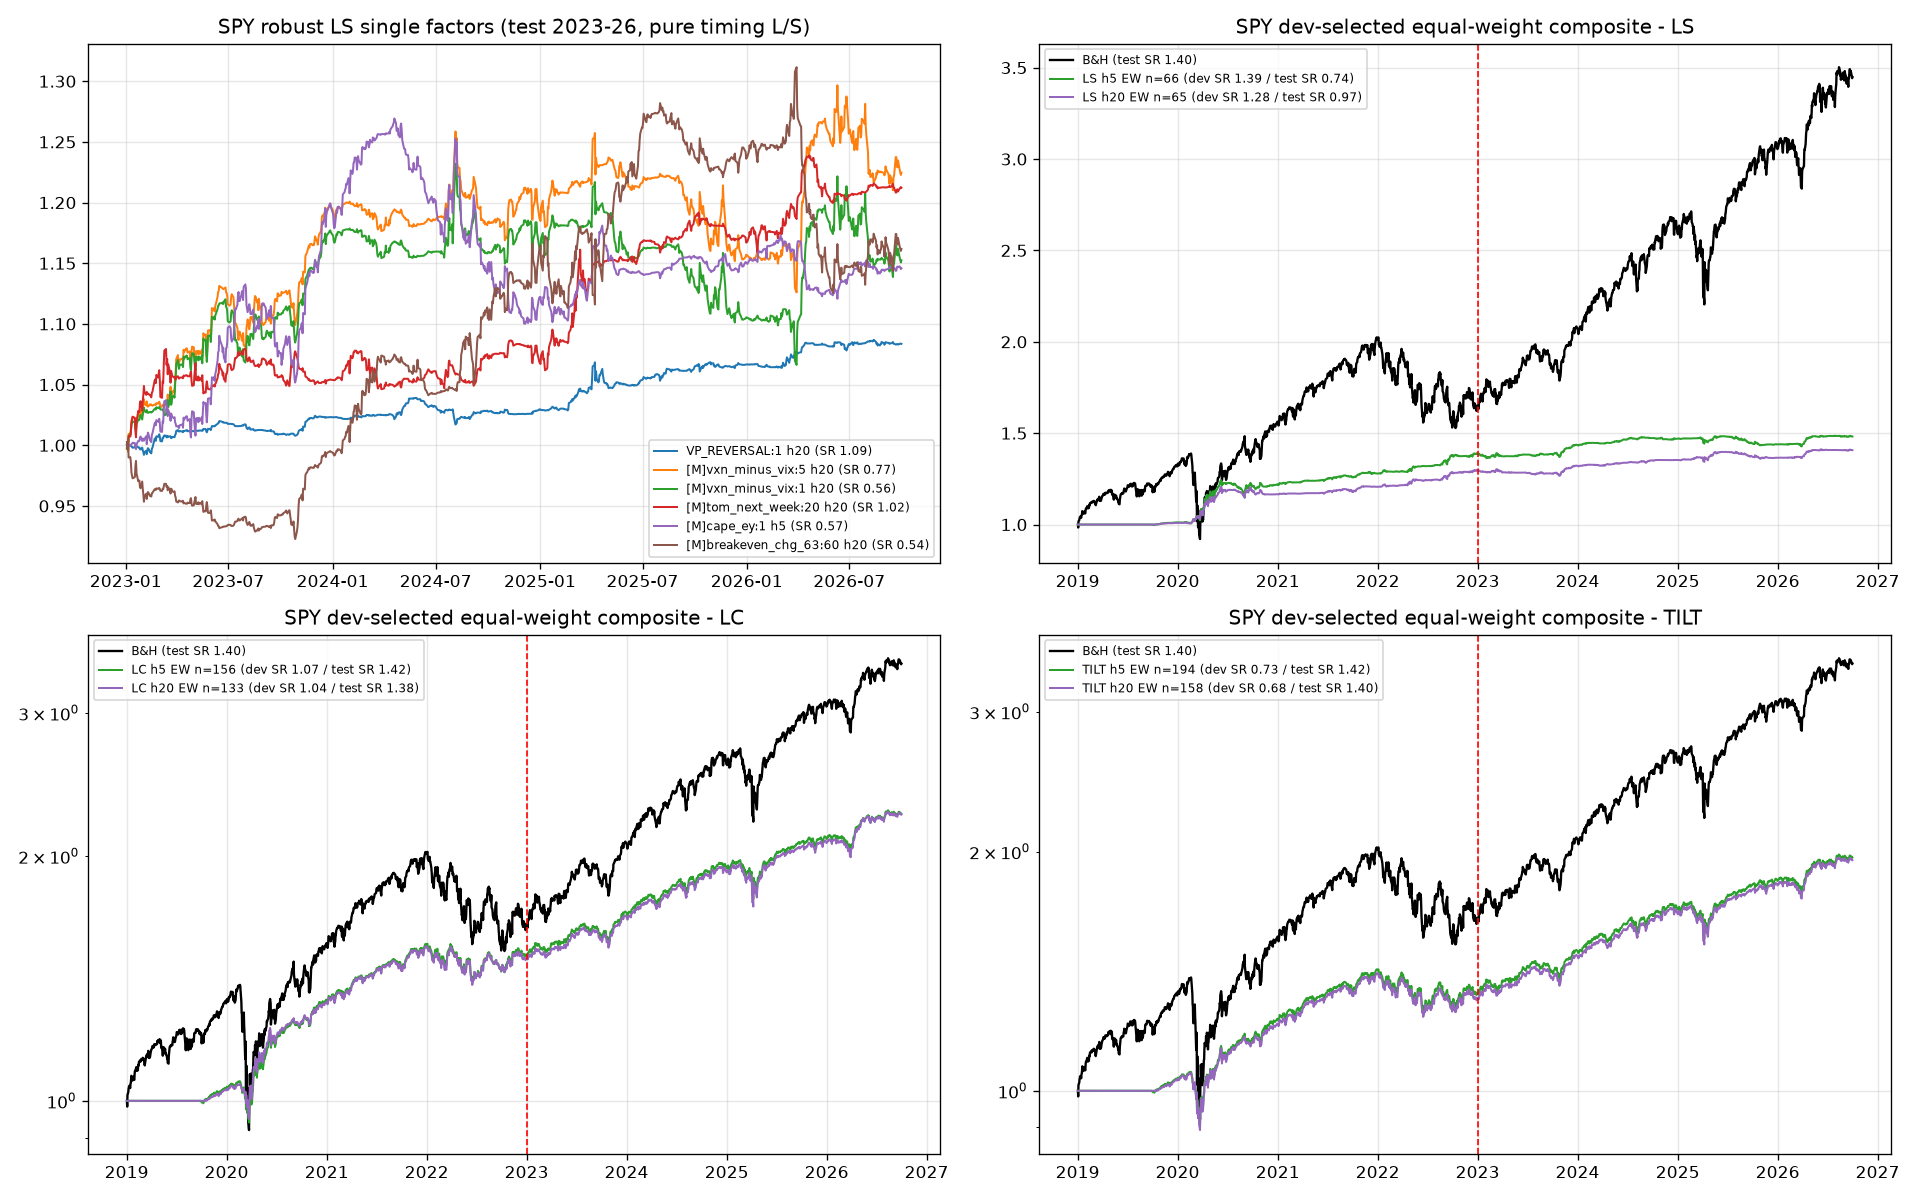 SPY robust LS single factors (test 2023-26, pure timing L/S)
1.30
1.25
1.20
1.15
1.10
1.05
1.00
0.95
VP_REVERSAL:1 h20 (SR 1.09)
[M]vxn_minus_vix:5 h20 (SR 0.77)
[M]vxn_minus_vix:1 h20 (SR 0.56)
[M]tom_next_week:20 h20 (SR 1.02)
[M]cape_ey:1 h5 (SR 0.57)
[M]breakeven_chg_63:60 h20 (SR 0.54)
2023-01 2023-07 2024-01 2024-07 2025-01 2025-07 2026-01 2026-07
SPY dev-selected equal-weight composite - LS
B&H (test SR 1.40)
LS h5 EW n=66 (dev SR 1.39 / test SR 0.74)
LS h20 EW n=65 (dev SR 1.28 / test SR 0.97)
3.5
3.0
2.5
2.0
1.5
1.0
2019 2020 2021 2022 2023 2024 2025 2026 2027
SPY dev-selected equal-weight composite - LC
B&H (test SR 1.40)
LC h5 EW n=156 (dev SR 1.07 / test SR 1.42)
LC h20 EW n=133 (dev SR 1.04 / test SR 1.38)
3 × 10⁰
2 × 10⁰
10⁰
2019 2020 2021 2022 2023 2024 2025 2026 2027
SPY dev-selected equal-weight composite - TILT
B&H (test SR 1.40)
TILT h5 EW n=194 (dev SR 0.73 / test SR 1.42)
TILT h20 EW n=158 (dev SR 0.68 / test SR 1.40)
3 × 10⁰
2 × 10⁰
10⁰
2019 2020 2021 2022 2023 2024 2025 2026 2027